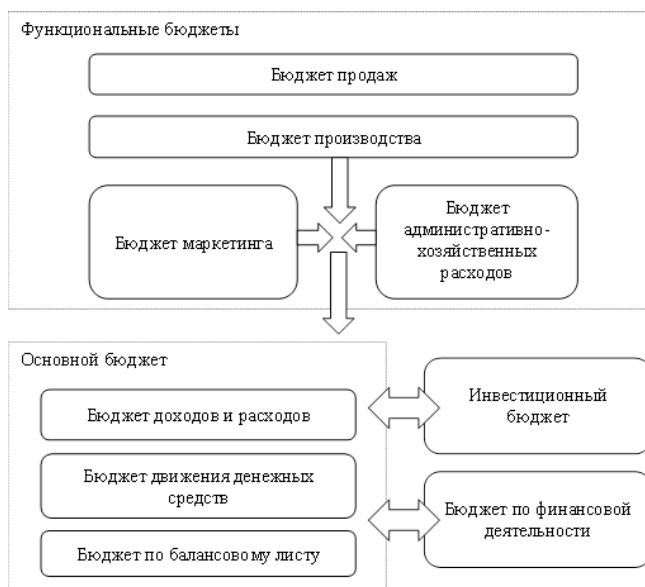 Функциональные бюджеты
Бюджет продаж
Бюджет производства
Бюджет маркетинга
Бюджет
административно-
хозяйственных
расходов
Основной бюджет
Бюджет доходов и расходов
Бюджет движения денежных
средств
Бюджет по балансовому листу
Инвестиционный
бюджет
Бюджет по финансовой
деятельности